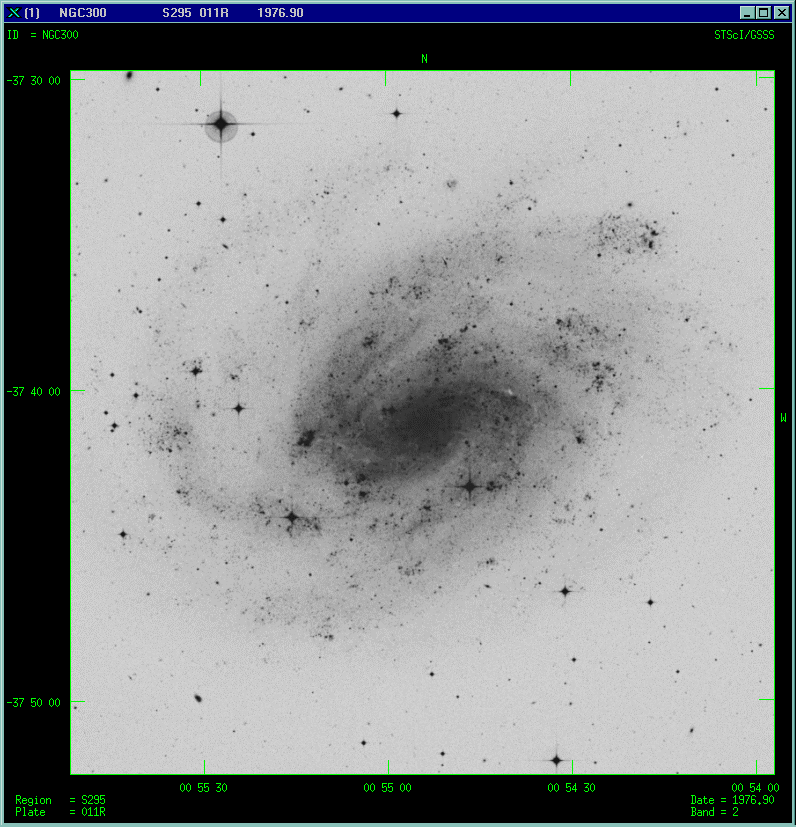 (1) NGC300 S295 011R 1976.90
ID = NGC300 STScI/GSSS
N
-37 30 00
-37 40 00
W
-37 50 00
00 55 30 00 55 00 00 54 30 00 54 00
Region = S295 Date = 1976.90
Plate = 011R Band = 2